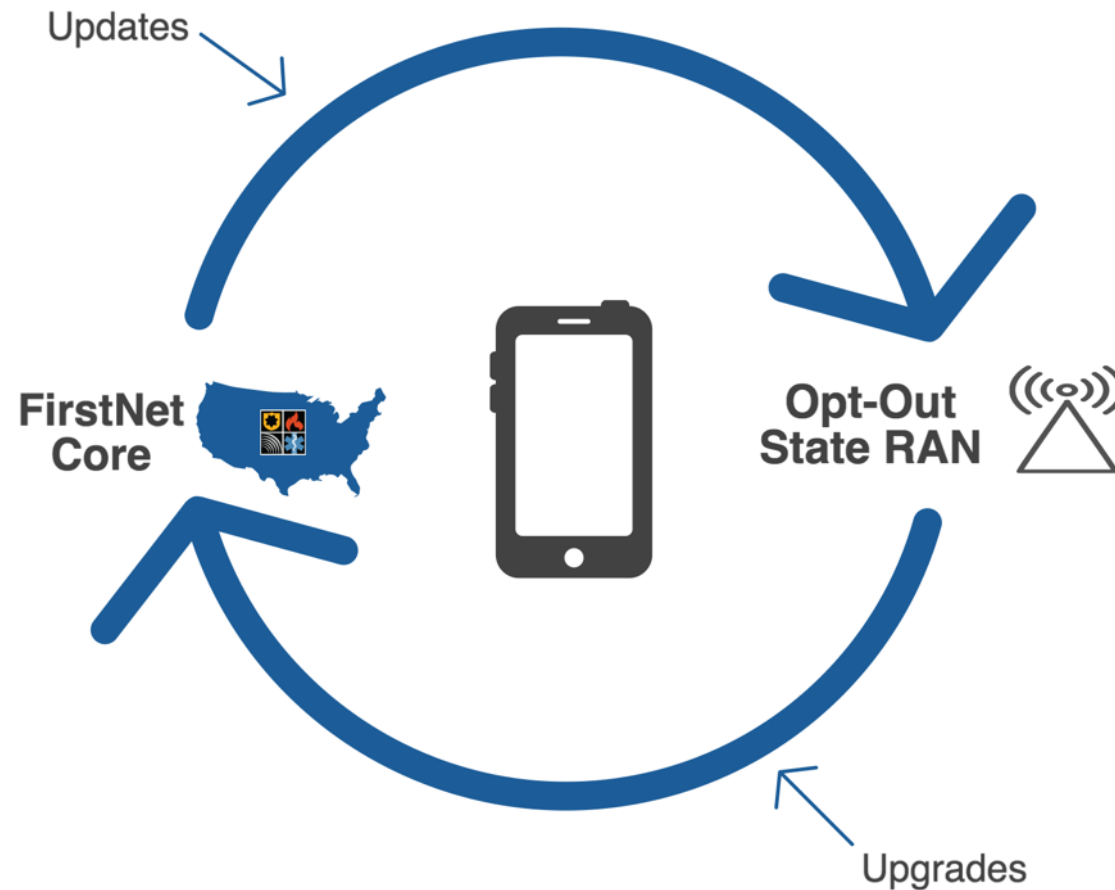 Updates
FirstNet
Core
Opt-Out
State RAN
Upgrades